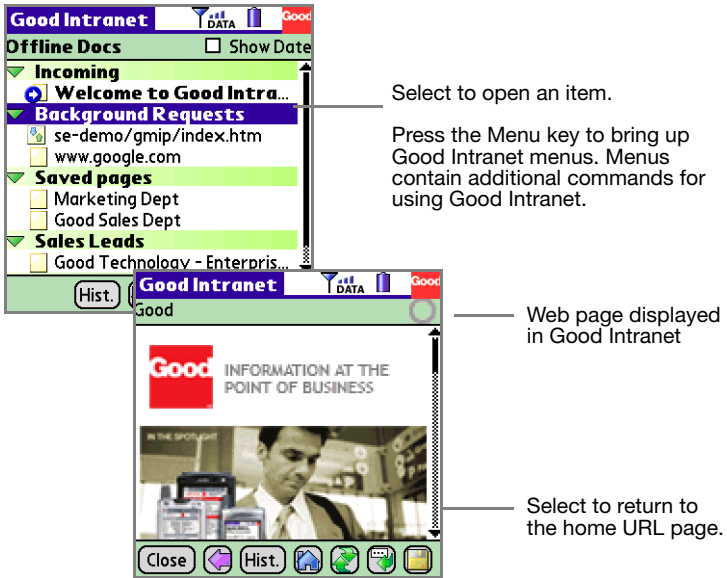 Good Intranet DATA Good
Offline Docs Show Date
Incoming
Welcome to Good Intra...
Background Requests
se-demo/gmip/index.htm
www.google.com
Saved pages
Marketing Dept
Good Sales Dept
Sales Leads
Good Technology - Enterpris...
Hist.
Select to open an item.
Press the Menu key to bring up
Good Intranet menus. Menus
contain additional commands for
using Good Intranet.
Good Intranet DATA Good
Good
Good INFORMATION AT THE
POINT OF BUSINESS
IN THE SPOTLIGHT
Close Hist.
Web page displayed
in Good Intranet
Select to return to
the home URL page.